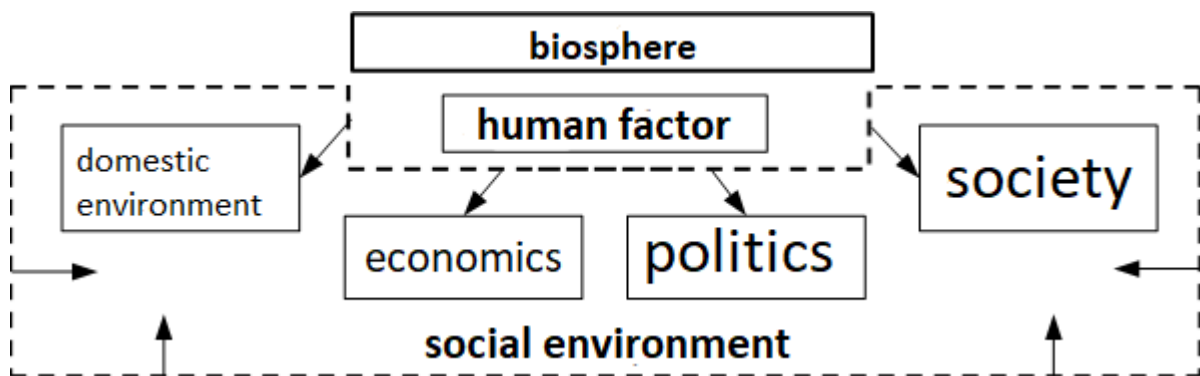 biosphere
human factor
domestic
environment
society
economics
politics
social environment